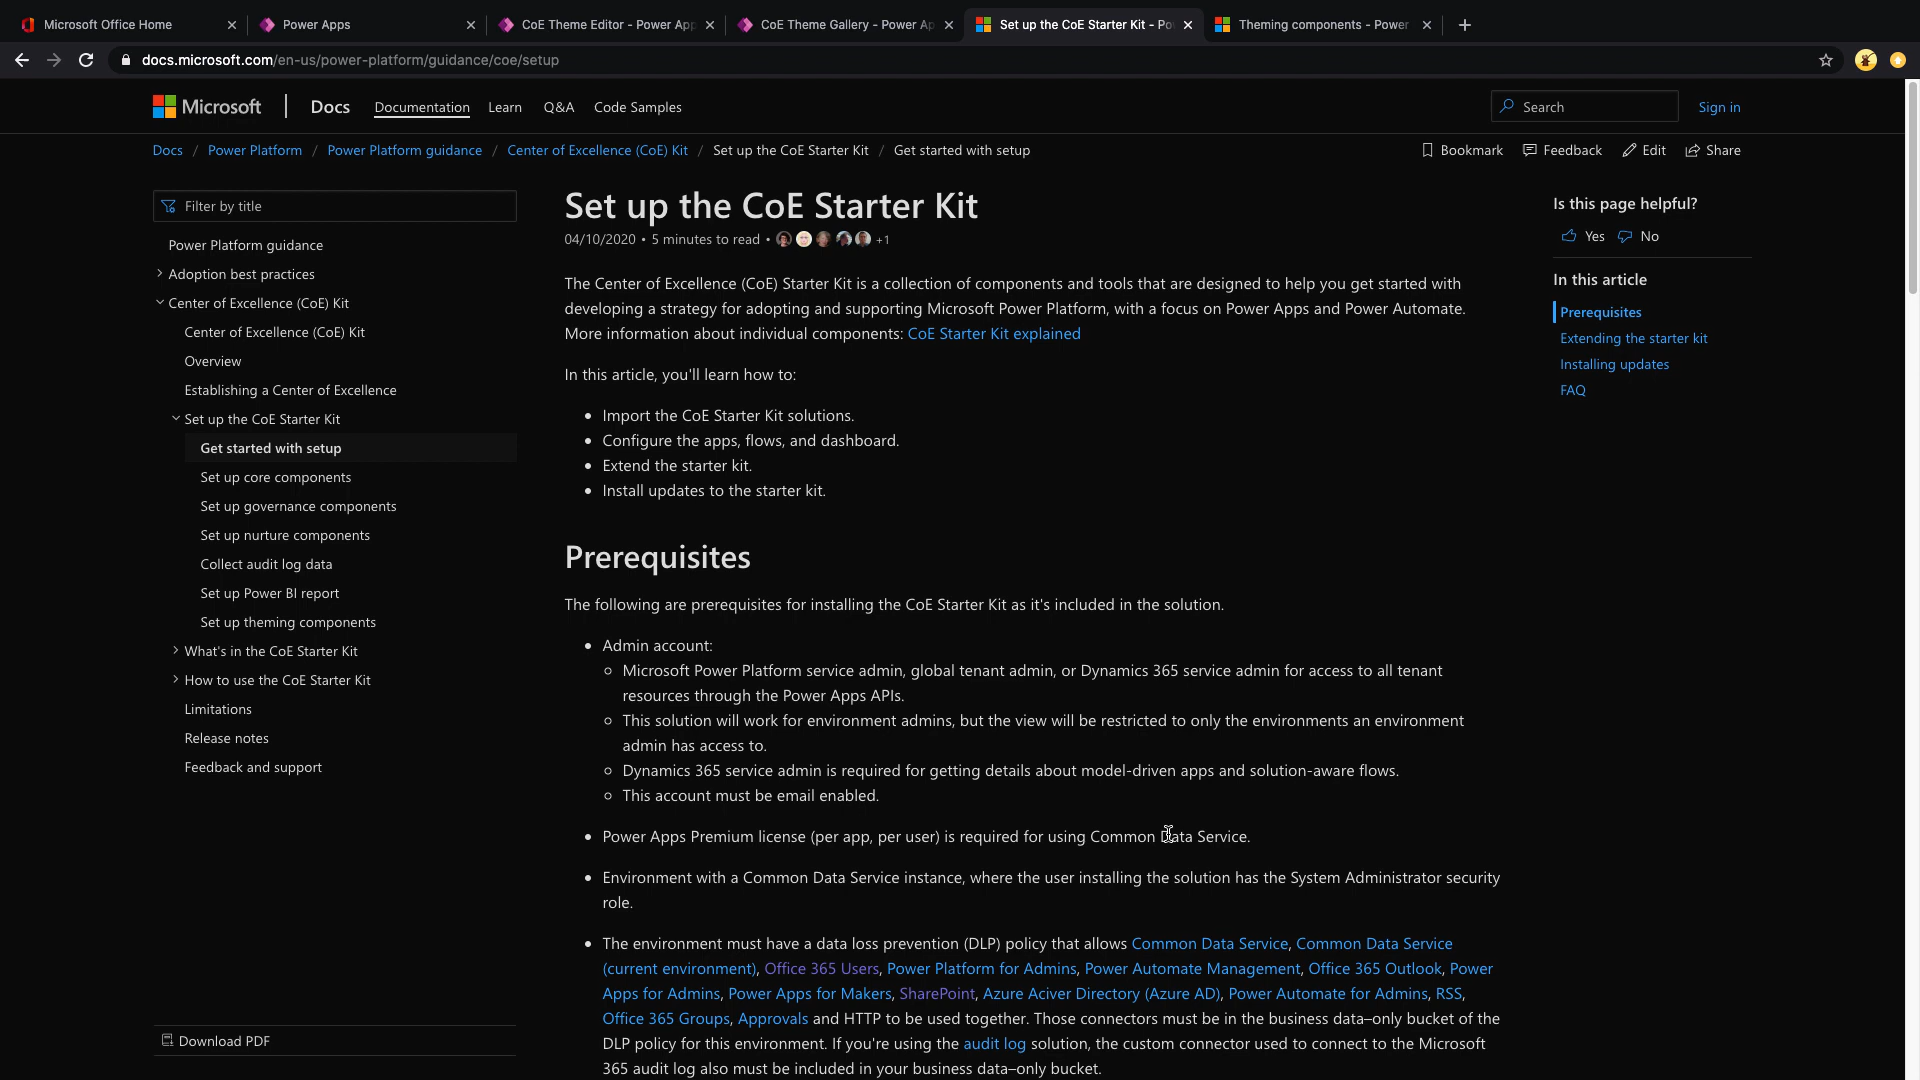 Microsoft Office Home
Power Apps
CoE Theme Editor - Power App
CoE Theme Gallery - Power Ap
Set up the CoE Starter Kit - Po
Theming components - Power
docs.microsoft.com/en-us/power-platform/guidance/coe/setup
Microsoft
Docs
Documentation
Learn
Q&A
Code Samples
Search
Sign in
Docs / Power Platform / Power Platform guidance / Center of Excellence (CoE) Kit / Set up the CoE Starter Kit / Get started with setup
Bookmark
Feedback
Edit
Share
Filter by title
Power Platform guidance
Adoption best practices
Center of Excellence (CoE) Kit
Center of Excellence (CoE) Kit
Overview
Establishing a Center of Excellence
Set up the CoE Starter Kit
Get started with setup
Set up core components
Set up governance components
Set up nurture components
Collect audit log data
Set up Power BI report
Set up theming components
What's in the CoE Starter Kit
How to use the CoE Starter Kit
Limitations
Release notes
Feedback and support
Download PDF
Set up the CoE Starter Kit
04/10/2020 • 5 minutes to read • +1
The Center of Excellence (CoE) Starter Kit is a collection of components and tools that are designed to help you get started with
developing a strategy for adopting and supporting Microsoft Power Platform, with a focus on Power Apps and Power Automate.
More information about individual components: CoE Starter Kit explained
In this article, you'll learn how to:
• Import the CoE Starter Kit solutions.
• Configure the apps, flows, and dashboard.
• Extend the starter kit.
• Install updates to the starter kit.
Prerequisites
The following are prerequisites for installing the CoE Starter Kit as it's included in the solution.
• Admin account:
○ Microsoft Power Platform service admin, global tenant admin, or Dynamics 365 service admin for access to all tenant
resources through the Power Apps APIs.
○ This solution will work for environment admins, but the view will be restricted to only the environments an environment
admin has access to.
○ Dynamics 365 service admin is required for getting details about model-driven apps and solution-aware flows.
○ This account must be email enabled.
• Power Apps Premium license (per app, per user) is required for using Common Data Service.
• Environment with a Common Data Service instance, where the user installing the solution has the System Administrator security
role.
• The environment must have a data loss prevention (DLP) policy that allows Common Data Service, Common Data Service
(current environment), Office 365 Users, Power Platform for Admins, Power Automate Management, Office 365 Outlook, Power
Apps for Admins, Power Apps for Makers, SharePoint, Azure Aciver Directory (Azure AD), Power Automate for Admins, RSS,
Office 365 Groups, Approvals and HTTP to be used together. Those connectors must be in the business data–only bucket of the
DLP policy for this environment. If you're using the audit log solution, the custom connector used to connect to the Microsoft
365 audit log also must be included in your business data–only bucket.
Is this page helpful?
Yes
No
In this article
Prerequisites
Extending the starter kit
Installing updates
FAQ